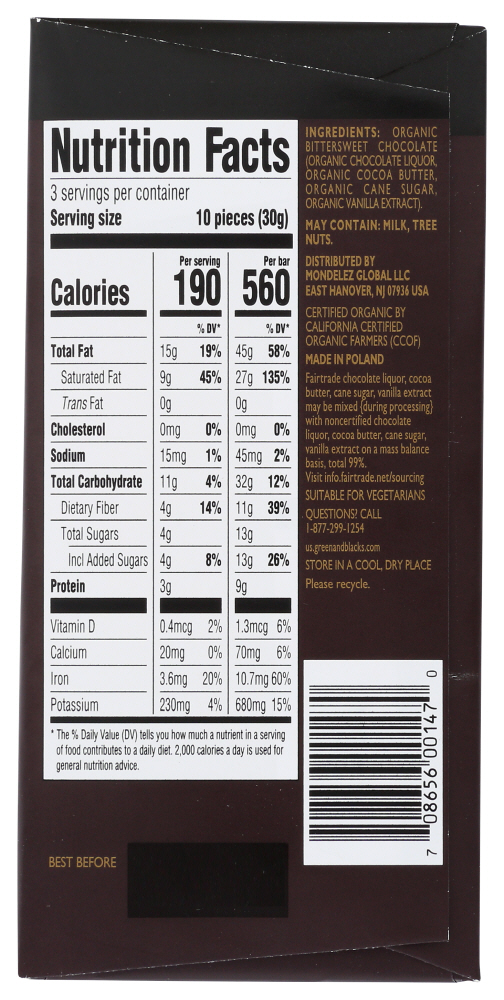 Nutrition Facts
3 servings per container
Serving size 10 pieces (30g)
Per serving Per bar
Calories 190 560
% DV* % DV*
Total Fat 15g 19% 45g 58%
Saturated Fat 9g 45% 27g 135%
Trans Fat 0g 0g
Cholesterol 0mg 0% 0mg 0%
Sodium 15mg 1% 45mg 2%
Total Carbohydrate 11g 4% 32g 12%
Dietary Fiber 4g 14% 11g 39%
Total Sugars 4g 13g
Incl Added Sugars 4g 8% 13g 26%
Protein 3g 9g
Vitamin D 0.4mcg 2% 1.3mcg 6%
Calcium 20mg 0% 70mg 6%
Iron 3.6mg 20% 10.7mg 60%
Potassium 230mg 4% 680mg 15%
* The % Daily Value (DV) tells you how much a nutrient in a serving
of food contributes to a daily diet. 2,000 calories a day is used for
general nutrition advice.
BEST BEFORE
INGREDIENTS: ORGANIC
BITTERSWEET CHOCOLATE
(ORGANIC CHOCOLATE LIQUOR,
ORGANIC COCOA BUTTER,
ORGANIC CANE SUGAR,
ORGANIC VANILLA EXTRACT).
MAY CONTAIN: MILK, TREE
NUTS.
DISTRIBUTED BY
MONDELEZ GLOBAL LLC
EAST HANOVER, NJ 07936 USA
CERTIFIED ORGANIC BY
CALIFORNIA CERTIFIED
ORGANIC FARMERS (CCOF)
MADE IN POLAND
Fairtrade chocolate liquor, cocoa
butter, cane sugar, vanilla extract
may be mixed (during processing)
with noncertified chocolate
liquor, cocoa butter, cane sugar,
vanilla extract on a mass balance
basis, total 99%.
Visit info.fairtrade.net/sourcing
SUITABLE FOR VEGETARIANS
QUESTIONS? CALL
1-877-299-1254
us.greenandblacks.com
STORE IN A COOL, DRY PLACE
Please recycle.
7 08656 00147 0